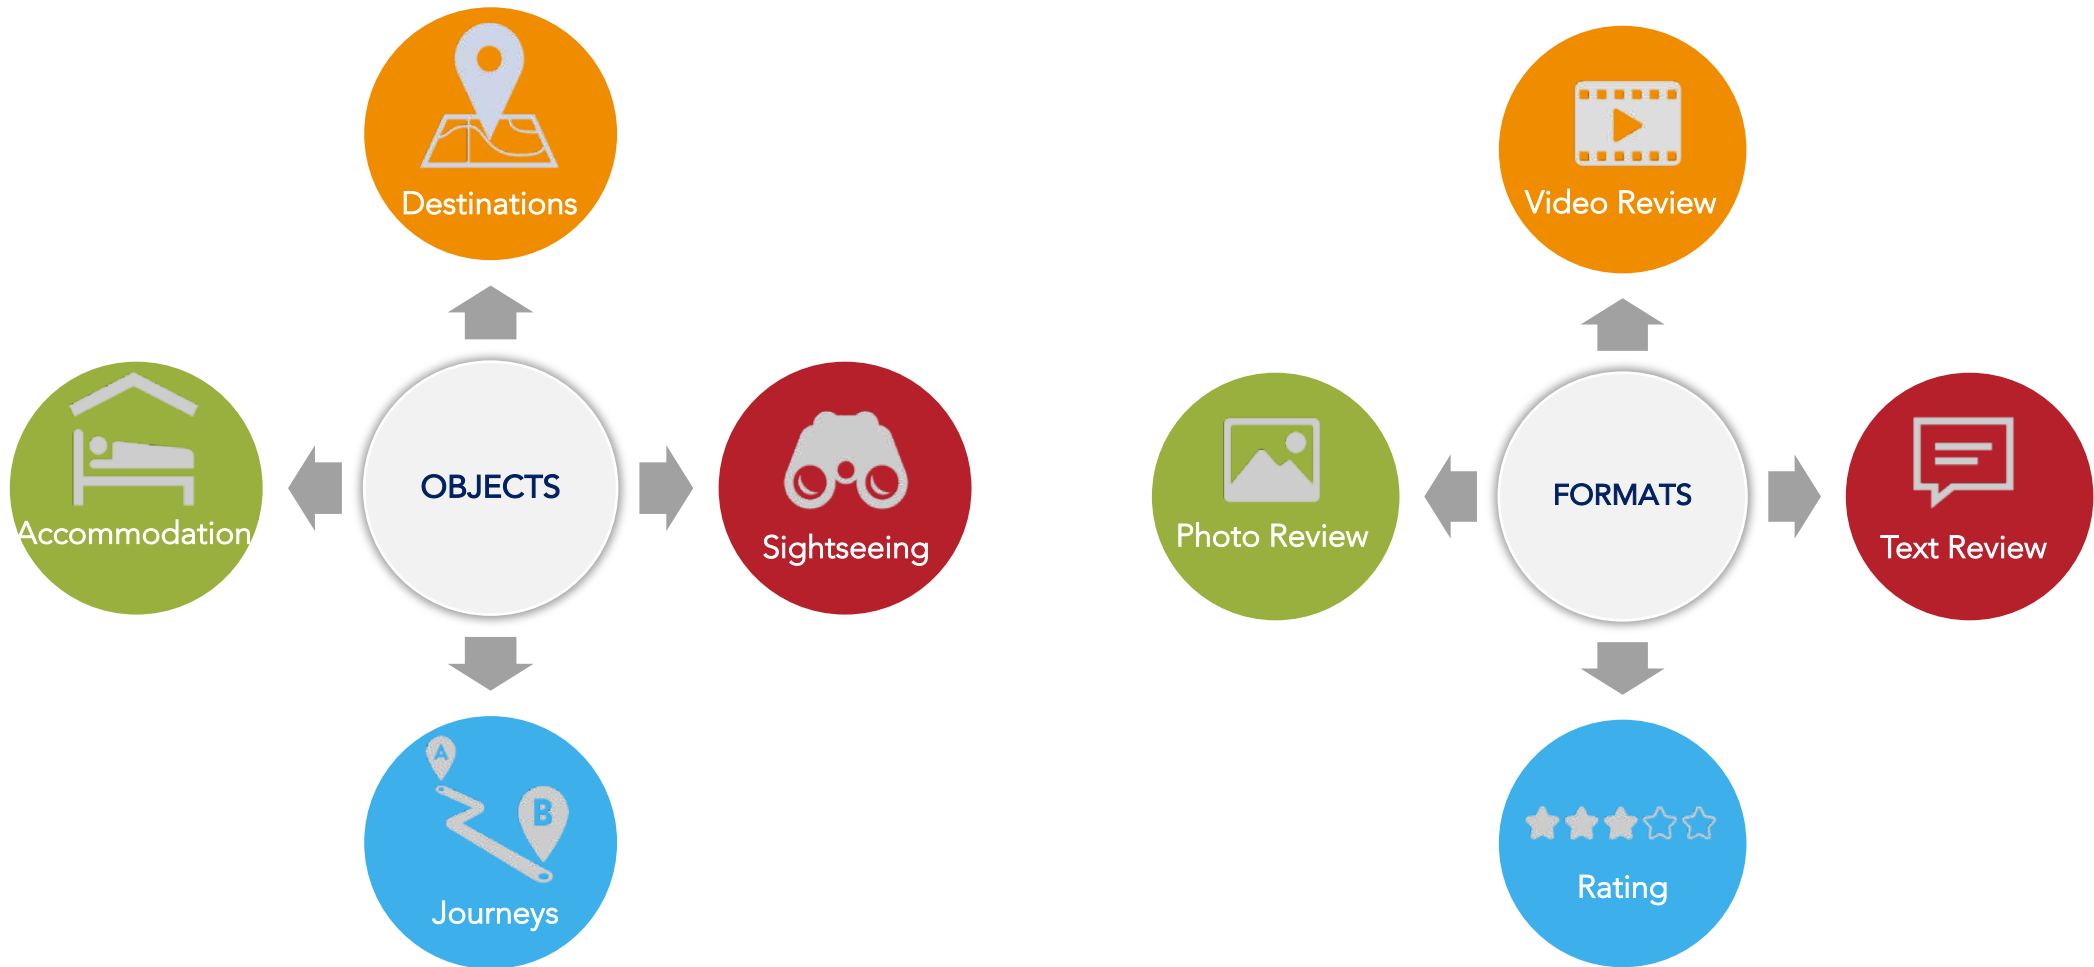 Destinations
Accommodation
OBJECTS
Sightseeing
A
B
Journeys
Video Review
Photo Review
FORMATS
Text Review
Rating